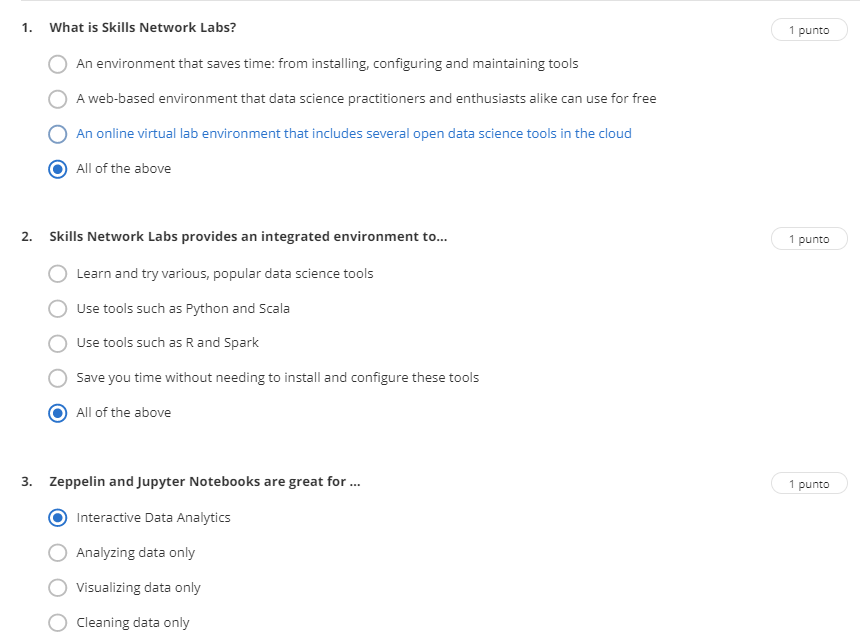 1. What is Skills Network Labs?
1 punto
An environment that saves time: from installing, configuring and maintaining tools
A web-based environment that data science practitioners and enthusiasts alike can use for free
An online virtual lab environment that includes several open data science tools in the cloud
All of the above
2. Skills Network Labs provides an integrated environment to...
1 punto
Learn and try various, popular data science tools
Use tools such as Python and Scala
Use tools such as R and Spark
Save you time without needing to install and configure these tools
All of the above
3. Zeppelin and Jupyter Notebooks are great for ...
1 punto
Interactive Data Analytics
Analyzing data only
Visualizing data only
Cleaning data only